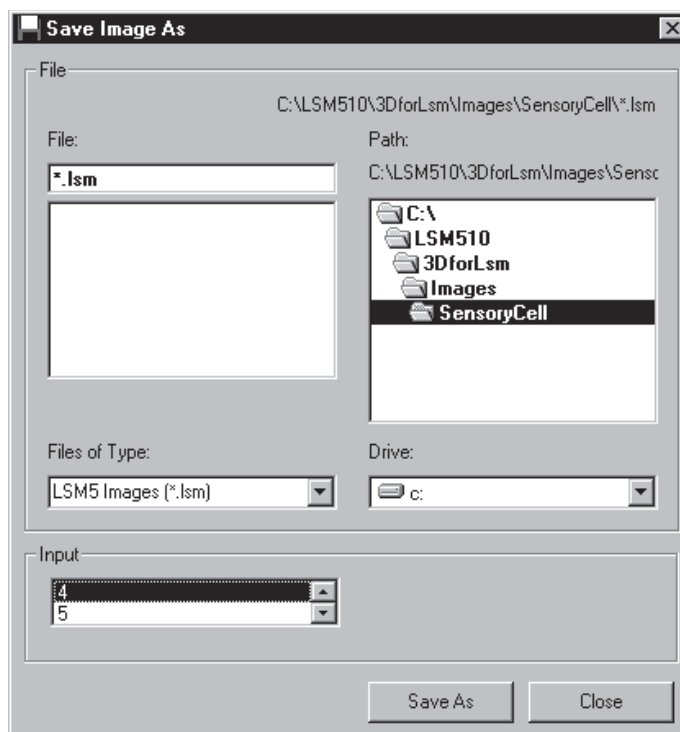 Save Image As
File
C:\LSM510\3DforLsm\Images\SensoryCell\*.lsm
File:
Path:
*.lsm
C:\LSM510\3DforLsm\Images\Sensc
C:\
LSM510
3DforLsm
Images
SensoryCell
Files of Type:
Drive:
LSM5 Images (*.lsm)
c:
Input
4
5
Save As
Close